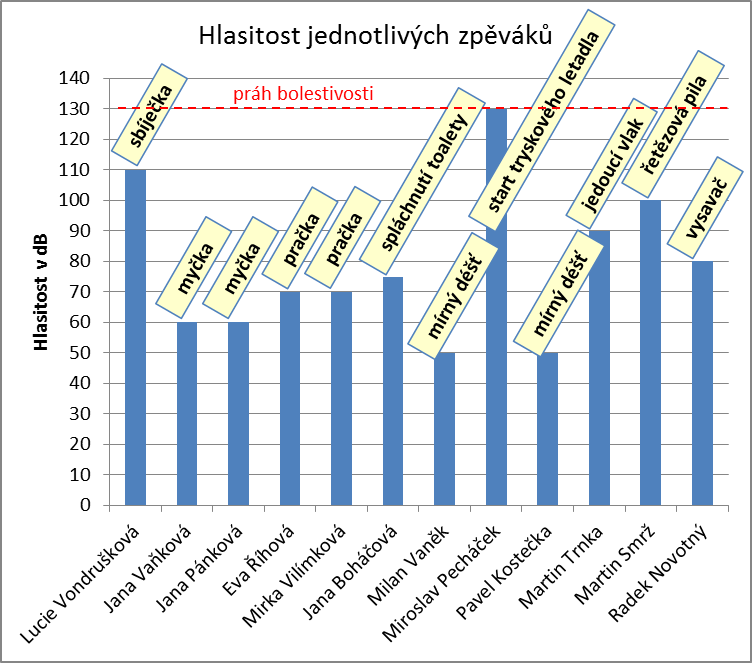 Hlasitost jednotlivých zpěváků
práh bolestivosti
Hlasitost v dB
140
130
120
110
100
90
80
70
60
50
40
30
20
10
0
sbíječka
myčka
myčka
pračka
pračka
spláchnutí toalety
mírný déšť
start tryskového letadla
mírný déšť
jedoucí vlak
řetězová pila
vysavač
Lucie Vondrušková
Jana Vaňková
Jana Pánková
Eva Říhová
Mirka Vilímková
Jana Boháčová
Milan Vaněk
Miroslav Pecháček
Pavel Kostečka
Martin Trnka
Martin Smrž
Radek Novotný